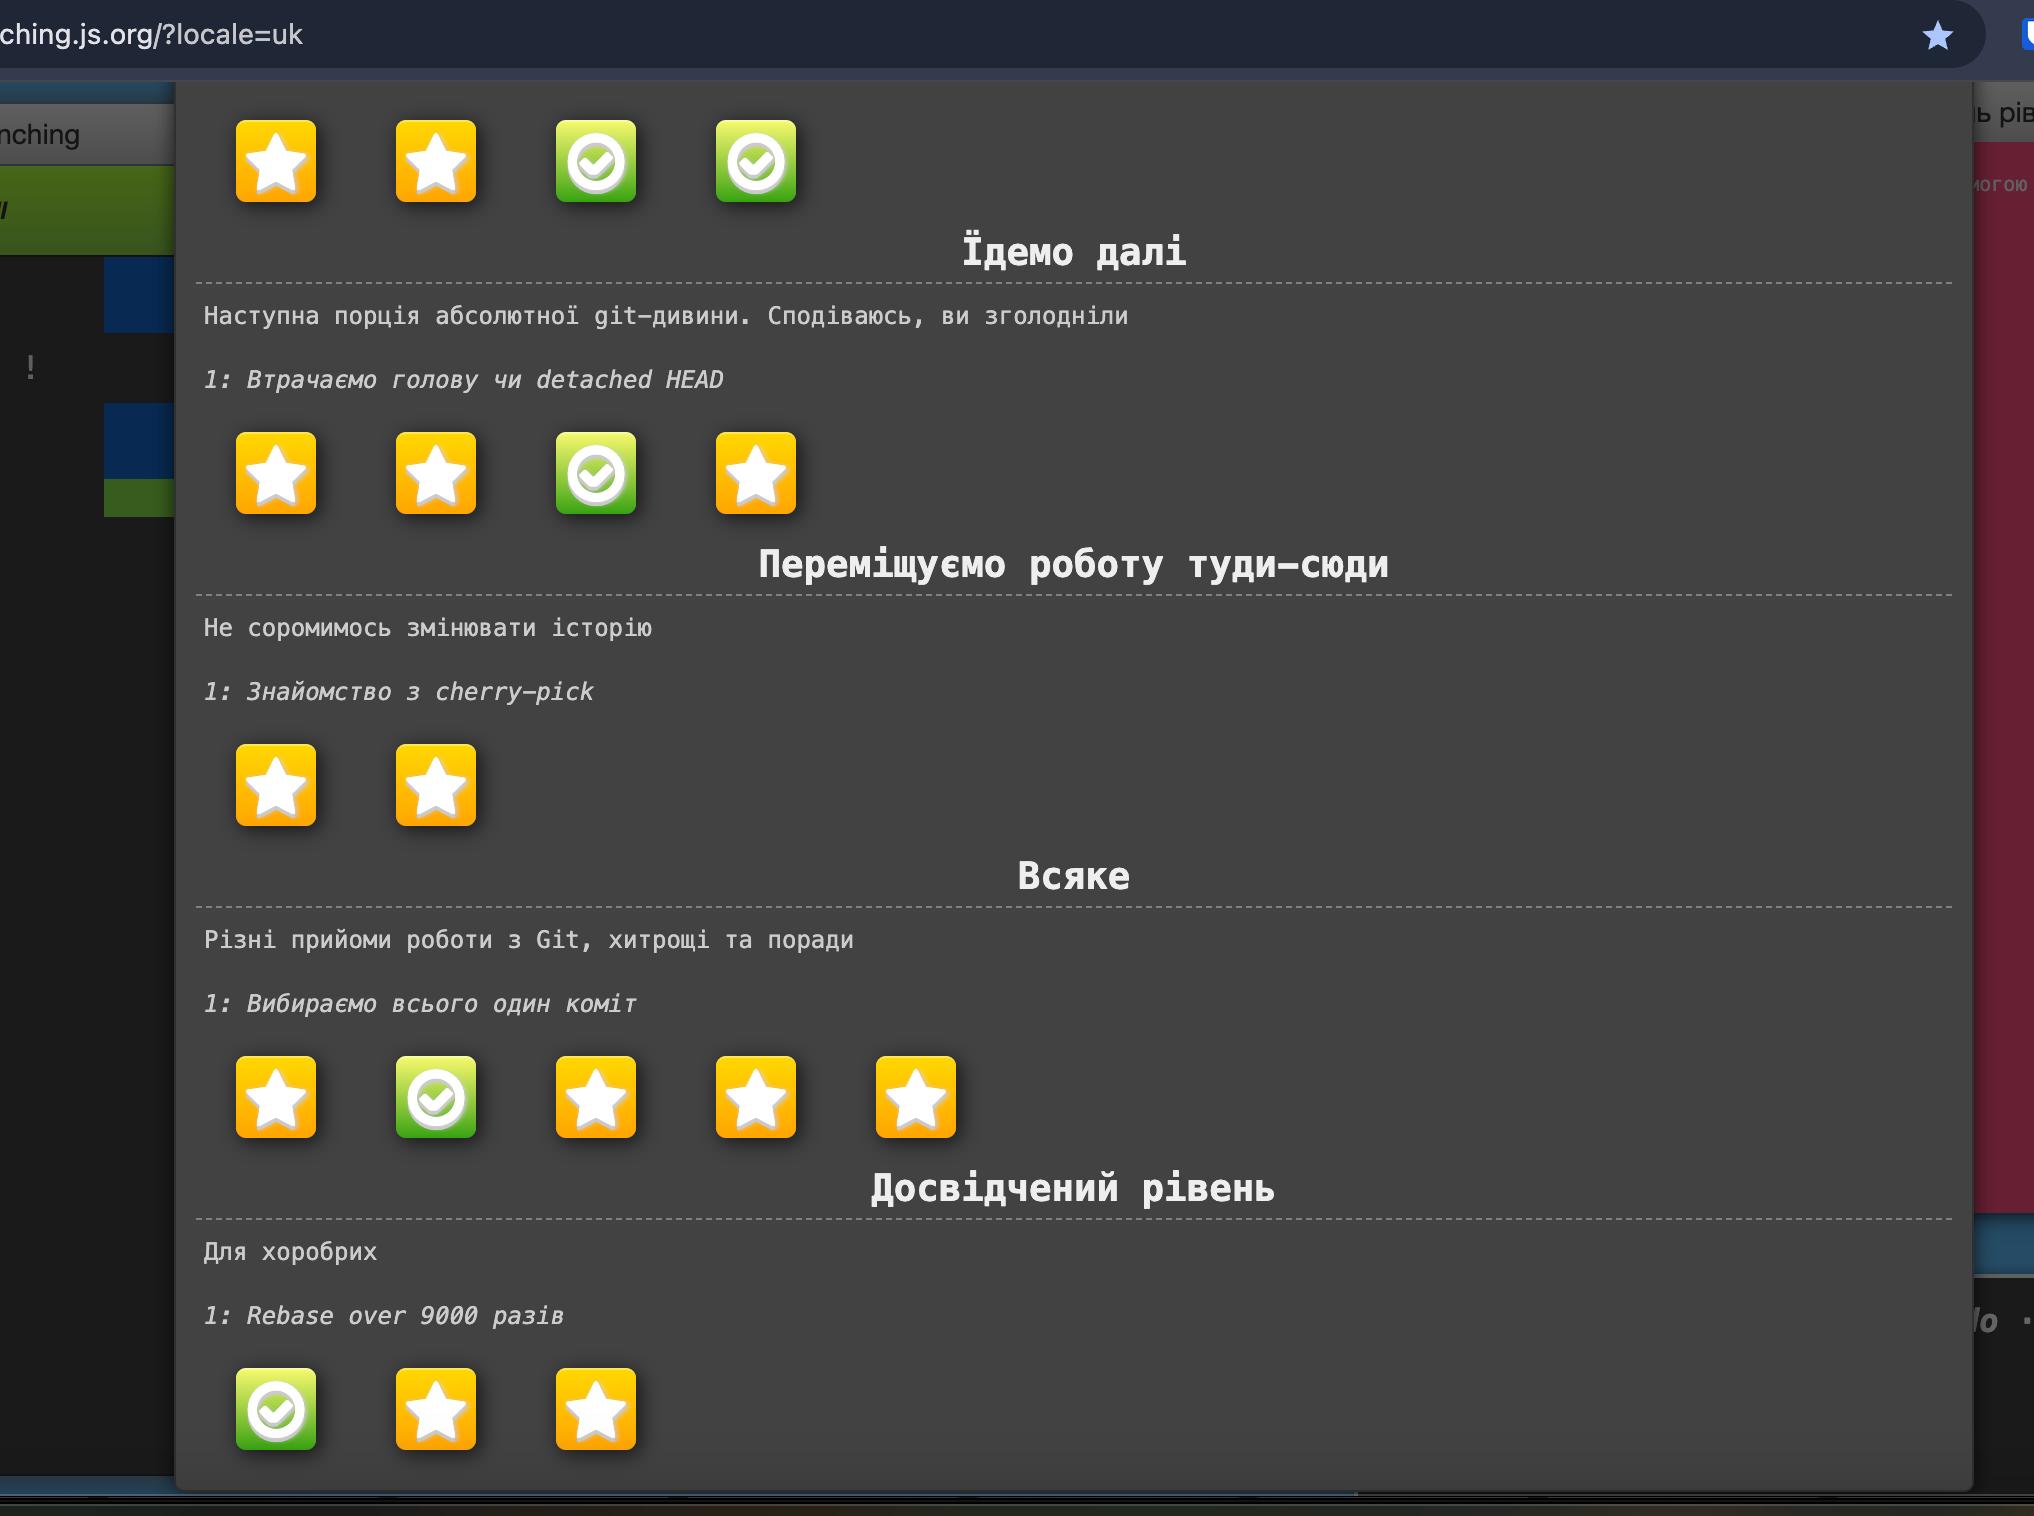 ching.js.org/?locale=uk
nching
ь рів
могою
Їдемо далі
Наступна порція абсолютної git-дивини. Сподіваюсь, ви зголодніли
!
1: Втрачаємо голову чи detached HEAD
Переміщуємо роботу туди-сюди
Не соромимось змінювати історію
1: Знайомство з cherry-pick
Всяке
Різні прийоми роботи з Git, хитрощі та поради
1: Вибираємо всього один коміт
Досвідчений рівень
Для хоробрих
1: Rebase over 9000 разів